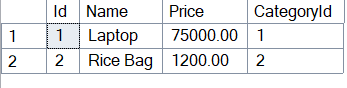 Id Name Price CategoryId
1 1 Laptop 75000.00 1
2 2 Rice Bag 1200.00 2